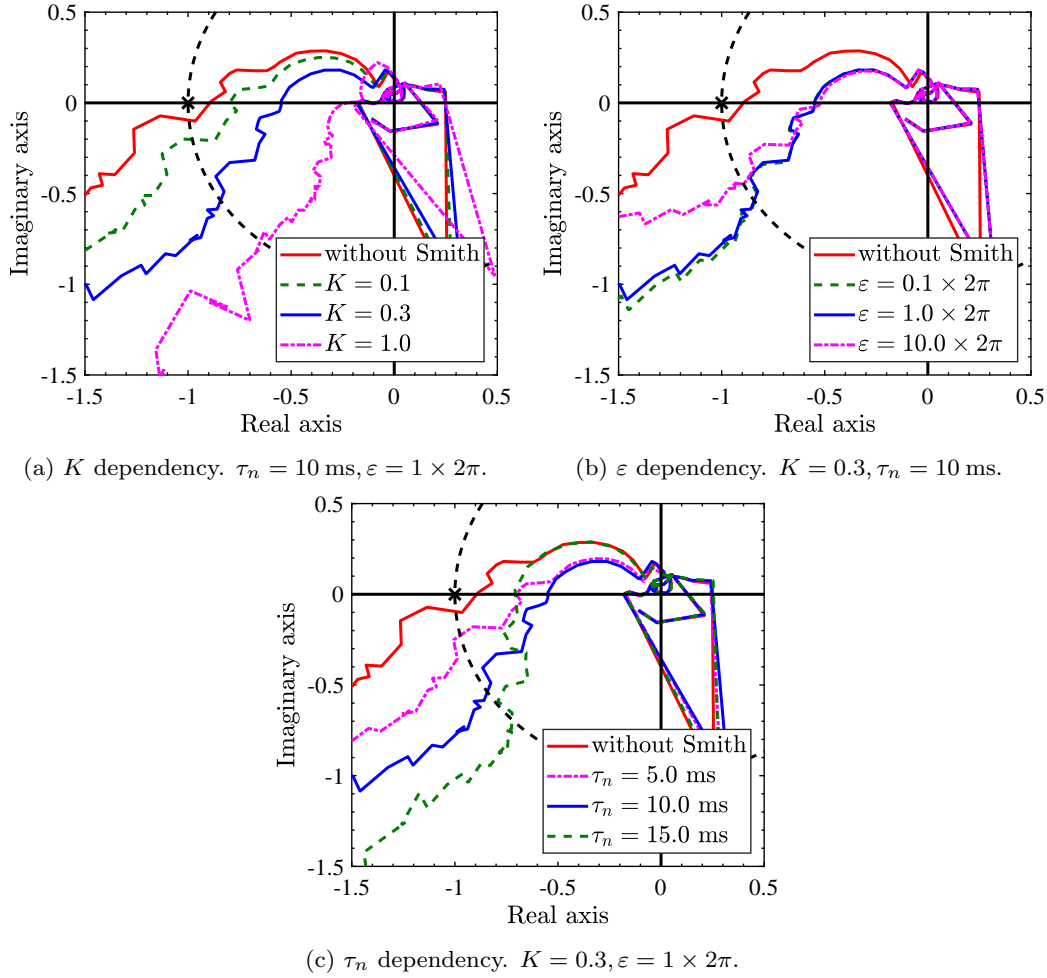 0.5
0
-0.5
-1
-1.5
Imaginary axis
-1.5
-1
-0.5
0
0.5
Real axis
without Smith
K = 0.1
K = 0.3
K = 1.0
(a) K dependency. τn = 10 ms, ε = 1 × 2π.
0.5
0
-0.5
-1
-1.5
Imaginary axis
-1.5
-1
-0.5
0
0.5
Real axis
without Smith
ε = 0.1 × 2π
ε = 1.0 × 2π
ε = 10.0 × 2π
(b) ε dependency. K = 0.3, τn = 10 ms.
0.5
0
-0.5
-1
-1.5
Imaginary axis
-1.5
-1
-0.5
0
0.5
Real axis
without Smith
τn = 5.0 ms
τn = 10.0 ms
τn = 15.0 ms
(c) τn dependency. K = 0.3, ε = 1 × 2π.